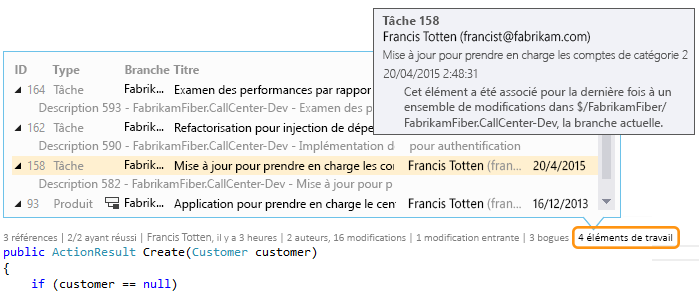 Tâche 158
Francis Totten (francist@fabrikam.com)
Mise à jour pour prendre en charge les comptes de catégorie 2
20/04/2015 2:48:31
Cet élément a été associé pour la dernière fois à un
ensemble de modifications dans $/FabrikamFiber/
FabrikamFiber.CallCenter-Dev, la branche actuelle.
ID Type Branche Titre
164 Tâche Fabrik... Examen des performances par rappor
Description 593 - FabrikamFiber.CallCenter-Dev - Examen des p
162 Tâche Fabrik... Refactorisation pour injection de dépe
Description 590 - FabrikamFiber.CallCenter-Dev - Implémentation d pour authentification
158 Tâche Fabrik... Mise à jour pour prendre en charge les co Francis Totten (fran... 20/4/2015
Description 582 - FabrikamFiber.CallCenter-Dev - Mise à jour pour p
93 Produit Fabrik... Application pour prendre en charge le cent Francis Totten (fran... 16/12/2013
3 références | 2/2 ayant réussi | Francis Totten, il y a 3 heures | 2 auteurs, 16 modifications | 1 modification entrante | 3 bogues 4 éléments de travail
public ActionResult Create(Customer customer)
{
if (customer == null)